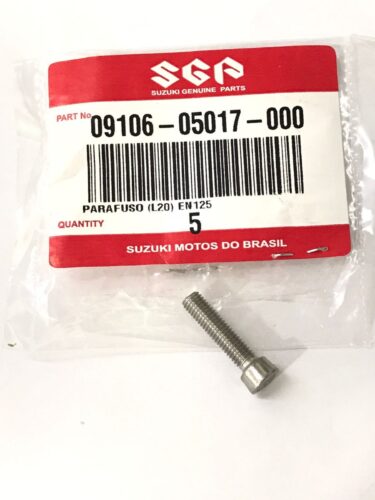 SGP
SUZUKI GENUINE PARTS
PART No. 09106-05017-000
PARAFUSO (L20) EN125
QUANTITY 5
SUZUKI MOTOS DO BRASIL